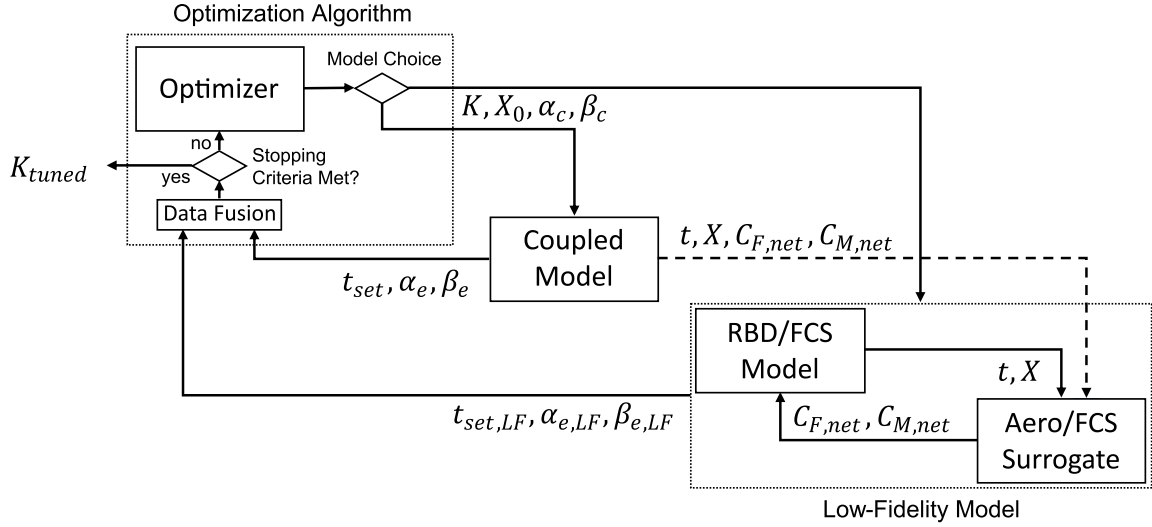 Optimization Algorithm
Model Choice
Optimizer
K, X₀, α_c, β_c
no
Stopping
Criteria Met?
yes
K_tuned
Data Fusion
Coupled
Model
t, X, C_F,net, C_M,net
t_set, α_e, β_e
RBD/FCS
Model
t, X
t_set,LF, α_e,LF, β_e,LF
C_F,net, C_M,net
Aero/FCS
Surrogate
Low-Fidelity Model